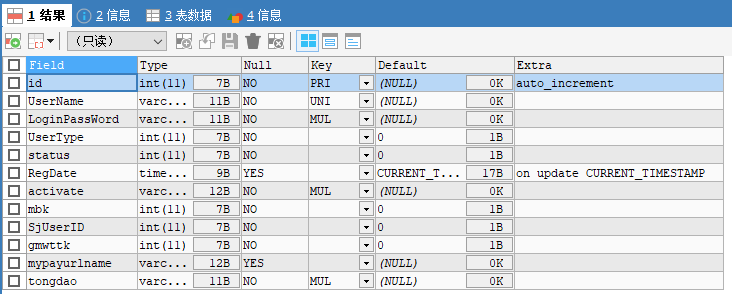 1 结果 2 信息 3 表数据 4 信息
（只读）
Field Type Null Key Default Extra
id int(11) 7B NO PRI (NULL) 0K auto_increment
UserName varc... 11B NO UNI (NULL) 0K
LoginPassWord varc... 11B NO MUL (NULL) 0K
UserType int(11) 7B NO 0 1B
status int(11) 7B NO 0 1B
RegDate time... 9B YES CURRENT_T... 17B on update CURRENT_TIMESTAMP
activate varc... 12B NO MUL (NULL) 0K
mbk int(11) 7B NO 0 1B
SjUserID int(11) 7B NO 0 1B
gmwttk int(11) 7B NO 0 1B
mypayurlname varc... 12B YES (NULL) 0K
tongdao varc... 11B NO MUL (NULL) 0K